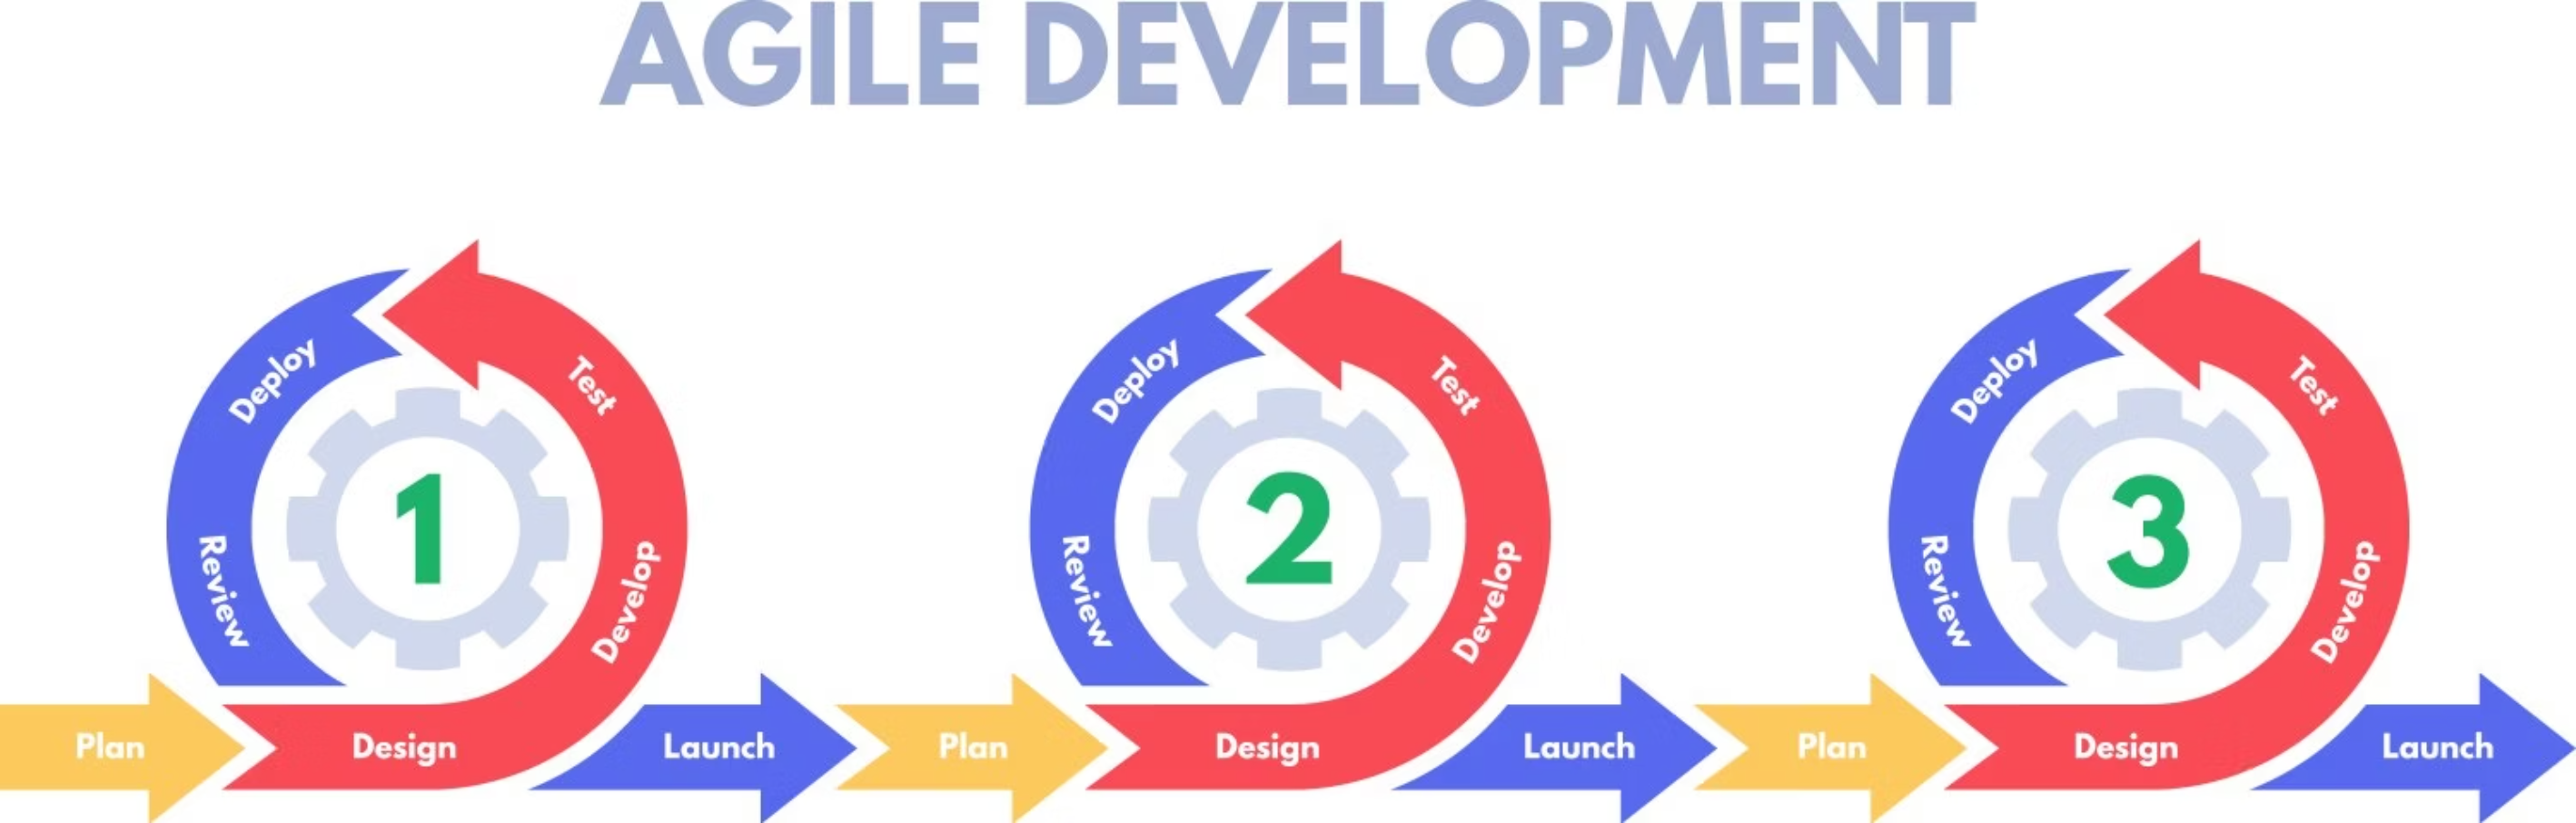 AGILE DEVELOPMENT
Plan
Design
Develop
Test
Deploy
Review
1
Launch
Plan
Design
Develop
Test
Deploy
Review
2
Launch
Plan
Design
Develop
Test
Deploy
Review
3
Launch